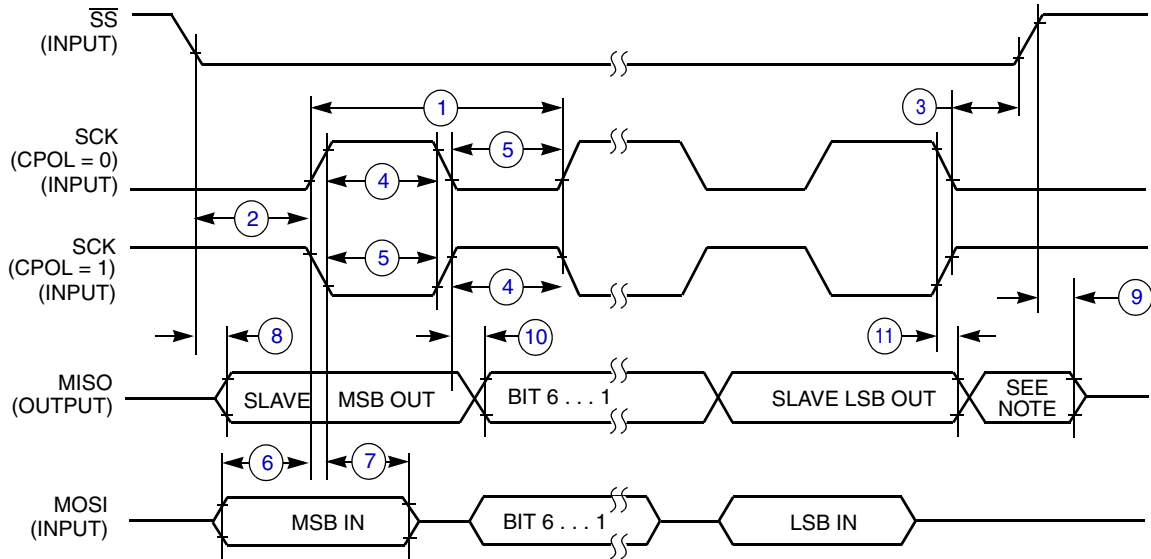 SS
(INPUT)
1
3
SCK
(CPOL = 0)
(INPUT)
5
4
2
SCK
(CPOL = 1)
(INPUT)
5
4
9
8
10
11
MISO
(OUTPUT)
SLAVE MSB OUT
BIT 6 . . . 1
SLAVE LSB OUT
SEE
NOTE
6
7
MOSI
(INPUT)
MSB IN
BIT 6 . . . 1
LSB IN